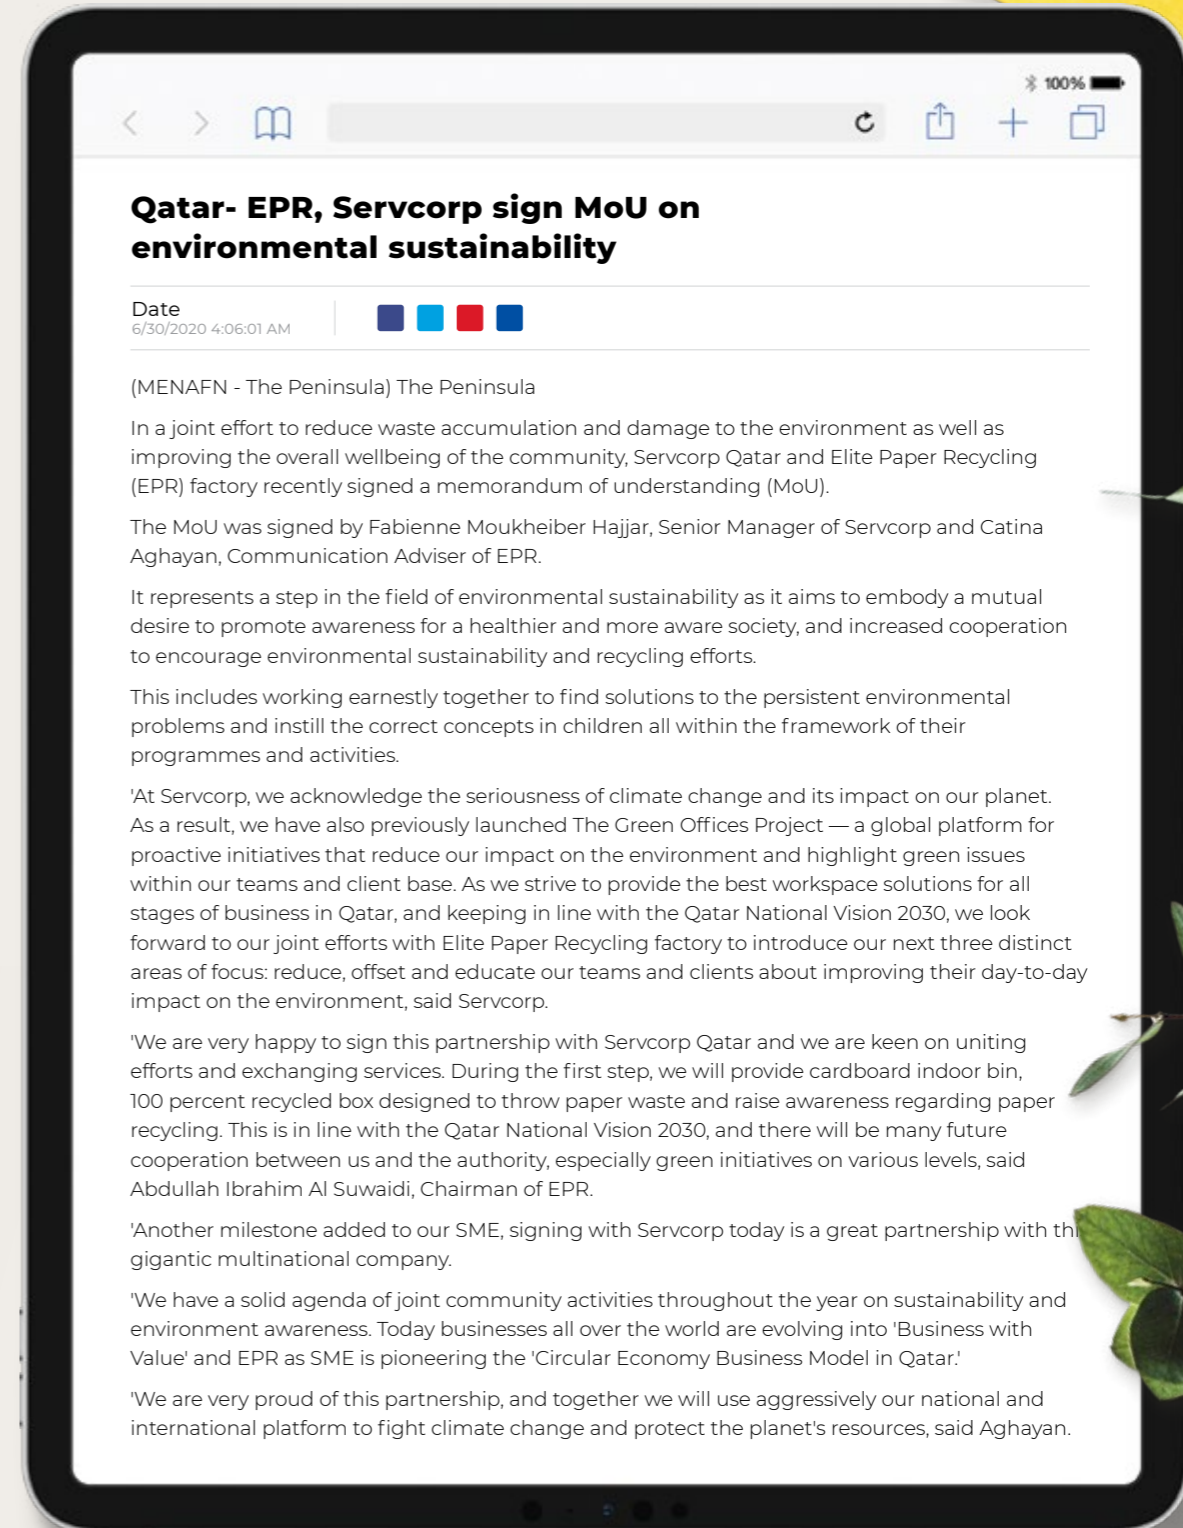 100%
Qatar- EPR, Servcorp sign MoU on
environmental sustainability
Date
6/30/2020 4:06:01 AM
(MENAFN - The Peninsula) The Peninsula
In a joint effort to reduce waste accumulation and damage to the environment as well as
improving the overall wellbeing of the community, Servcorp Qatar and Elite Paper Recycling
(EPR) factory recently signed a memorandum of understanding (MoU).
The MoU was signed by Fabienne Moukheiber Hajjar, Senior Manager of Servcorp and Catina
Aghayan, Communication Adviser of EPR.
It represents a step in the field of environmental sustainability as it aims to embody a mutual
desire to promote awareness for a healthier and more aware society, and increased cooperation
to encourage environmental sustainability and recycling efforts.
This includes working earnestly together to find solutions to the persistent environmental
problems and instill the correct concepts in children all within the framework of their
programmes and activities.
'At Servcorp, we acknowledge the seriousness of climate change and its impact on our planet.
As a result, we have also previously launched The Green Offices Project — a global platform for
proactive initiatives that reduce our impact on the environment and highlight green issues
within our teams and client base. As we strive to provide the best workspace solutions for all
stages of business in Qatar, and keeping in line with the Qatar National Vision 2030, we look
forward to our joint efforts with Elite Paper Recycling factory to introduce our next three distinct
areas of focus: reduce, offset and educate our teams and clients about improving their day-to-day
impact on the environment, said Servcorp.
'We are very happy to sign this partnership with Servcorp Qatar and we are keen on uniting
efforts and exchanging services. During the first step, we will provide cardboard indoor bin,
100 percent recycled box designed to throw paper waste and raise awareness regarding paper
recycling. This is in line with the Qatar National Vision 2030, and there will be many future
cooperation between us and the authority, especially green initiatives on various levels, said
Abdullah Ibrahim Al Suwaidi, Chairman of EPR.
'Another milestone added to our SME, signing with Servcorp today is a great partnership with
gigantic multinational company.
'We have a solid agenda of joint community activities throughout the year on sustainability and
environment awareness. Today businesses all over the world are evolving into 'Business with
Value' and EPR as SME is pioneering the 'Circular Economy Business Model in Qatar.'
'We are very proud of this partnership, and together we will use aggressively our national and
international platform to fight climate change and protect the planet's resources, said Aghayan.